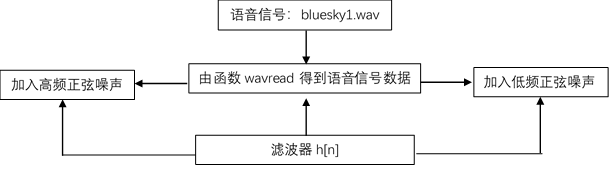 语音信号：bluesky1.wav
加入高频正弦噪声
由函数 wavread 得到语音信号数据
加入低频正弦噪声
滤波器 h[n]